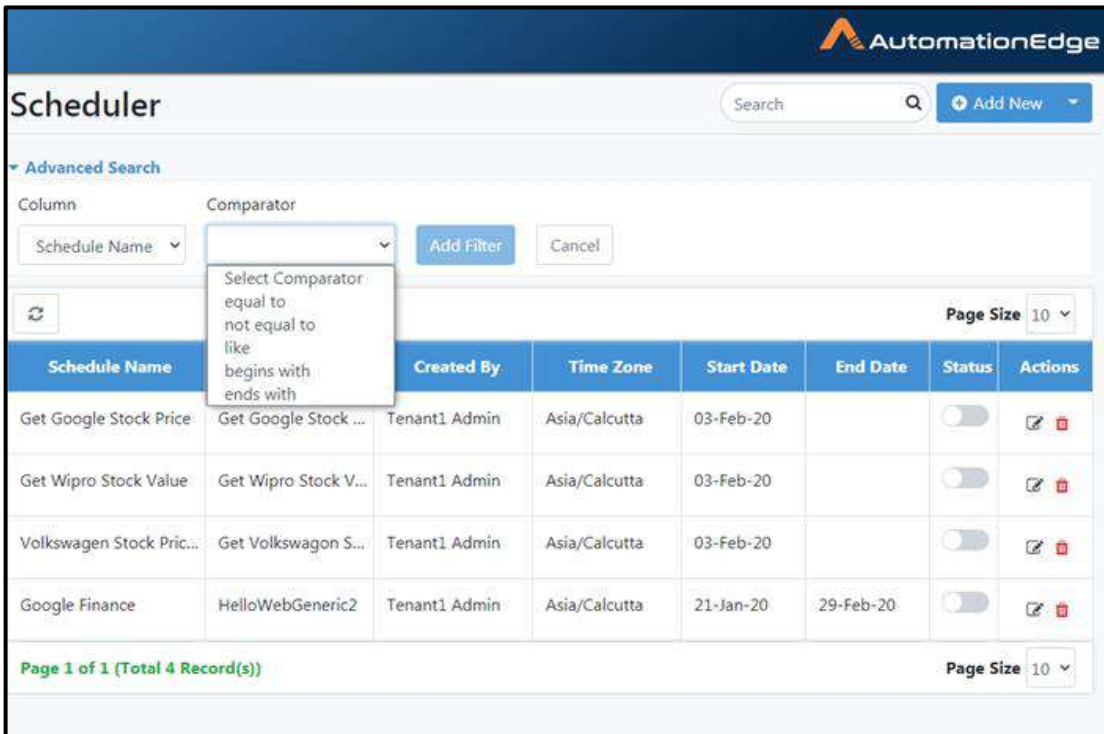 AutomationEdge
Scheduler
Search
Add New
Advanced Search
Column Comparator
Schedule Name
Add Filter Cancel
Select Comparator
equal to
not equal to
like
begins with
ends with
Page Size 10
Schedule Name Created By Time Zone Start Date End Date Status Actions
Get Google Stock Price Get Google Stock ... Tenant1 Admin Asia/Calcutta 03-Feb-20
Get Wipro Stock Value Get Wipro Stock V... Tenant1 Admin Asia/Calcutta 03-Feb-20
Volkswagen Stock Pric... Get Volkswagon S... Tenant1 Admin Asia/Calcutta 03-Feb-20
Google Finance HelloWebGeneric2 Tenant1 Admin Asia/Calcutta 21-Jan-20 29-Feb-20
Page 1 of 1 (Total 4 Record(s)) Page Size 10